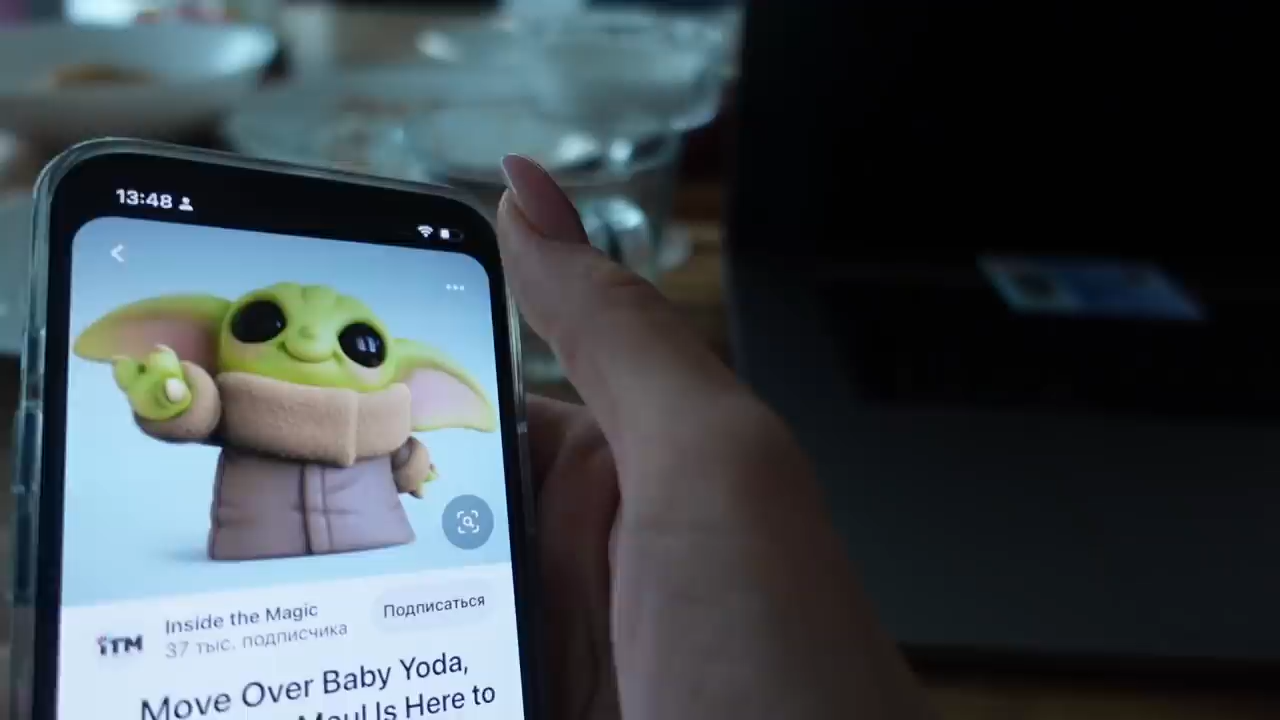 13:48
iTM
Inside the Magic
37 тыс. подписчика
Подписаться
Move Over Baby Yoda,
Maul Is Here to